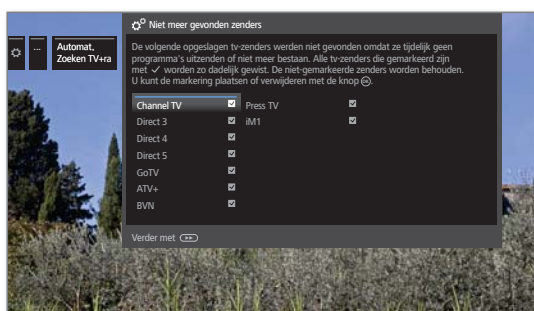 Niet meer gevonden zenders
...
Automat,
Zoeken TV+ra
De volgende opgeslagen tv-zenders werden niet gevonden omdat ze tijdelijk geen
programma's uitzenden of niet meer bestaan. Alle tv-zenders die gemarkeerd zijn
met ✓ worden zo dadelijk gewist. De niet-gemarkeerde zenders worden behouden.
U kunt de markering plaatsen of verwijderen met de knop OK.
Channel TV
Direct 3
Direct 4
Direct 5
GoTV
ATV+
BVN
Press TV
iM1
Verder met